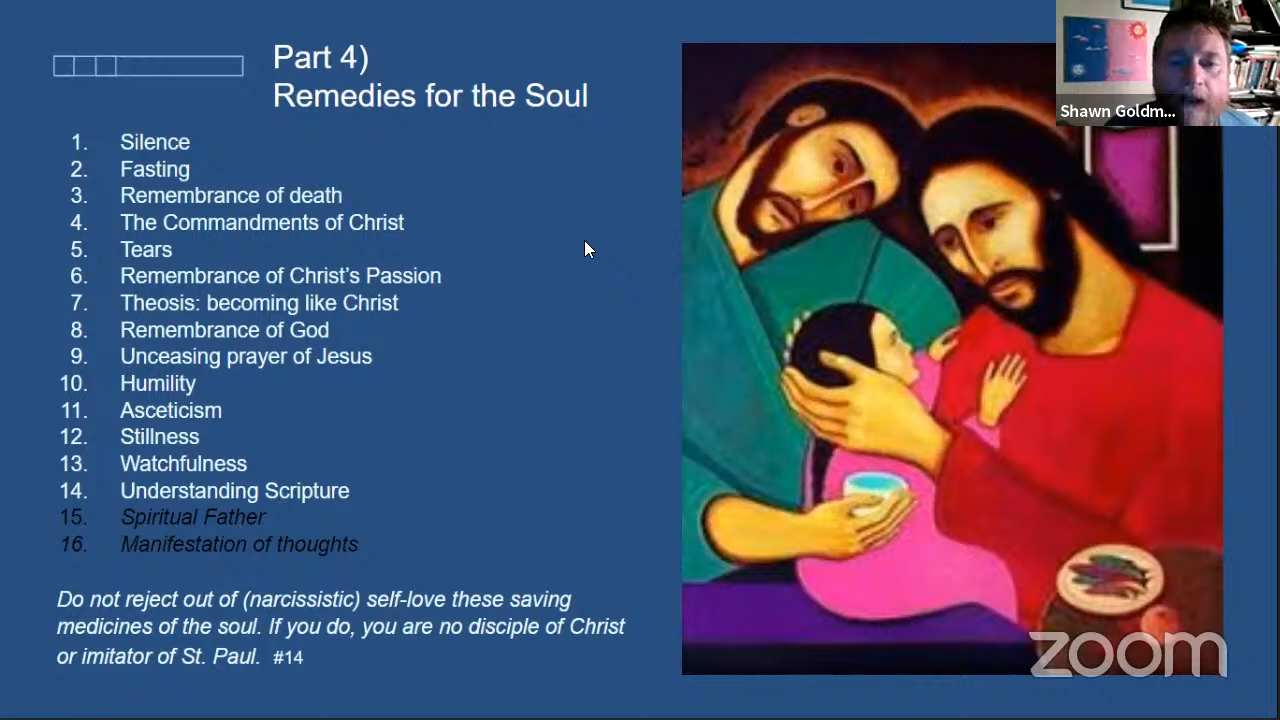 Part 4)
Remedies for the Soul
1. Silence
2. Fasting
3. Remembrance of death
4. The Commandments of Christ
5. Tears
6. Remembrance of Christ's Passion
7. Theosis: becoming like Christ
8. Remembrance of God
9. Unceasing prayer of Jesus
10. Humility
11. Asceticism
12. Stillness
13. Watchfulness
14. Understanding Scripture
15. Spiritual Father
16. Manifestation of thoughts
Do not reject out of (narcissistic) self-love these saving
medicines of the soul. If you do, you are no disciple of Christ
or imitator of St. Paul. #14
Shawn Goldm...
zoom